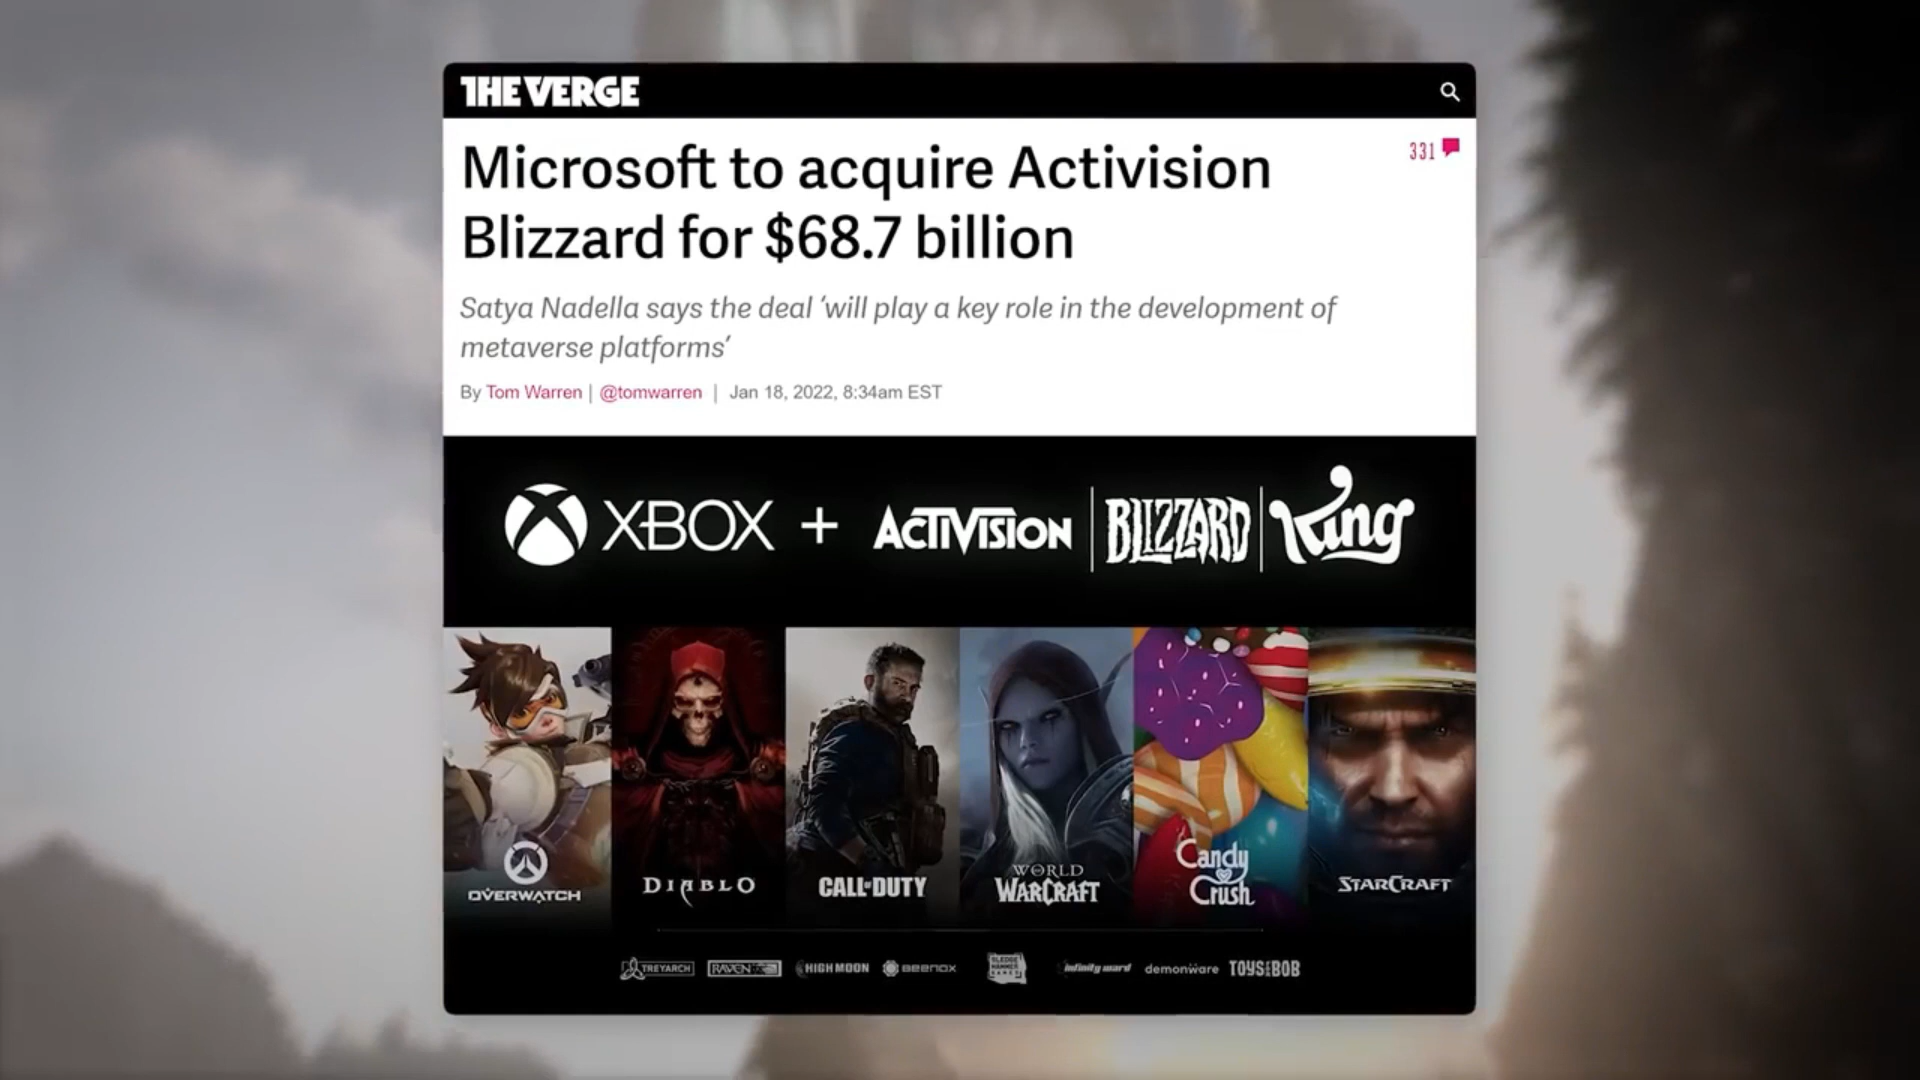 THE VERGE
Microsoft to acquire Activision
Blizzard for $68.7 billion
331
Satya Nadella says the deal ‘will play a key role in the development of
metaverse platforms’
By Tom Warren | @tomwarren | Jan 18, 2022, 8:34am EST
XBOX + ACTIVISION | BLIZZARD | King
OVERWATCH
DIABLO
CALL OF DUTY
WORLD
WARCRAFT
Candy
Crush
STARCRAFT
TREYARCH RAVEN HIGH MOON BEENOX SLEDGE HAMMER GAMES infinity ward demonware TOYS FOR BOB